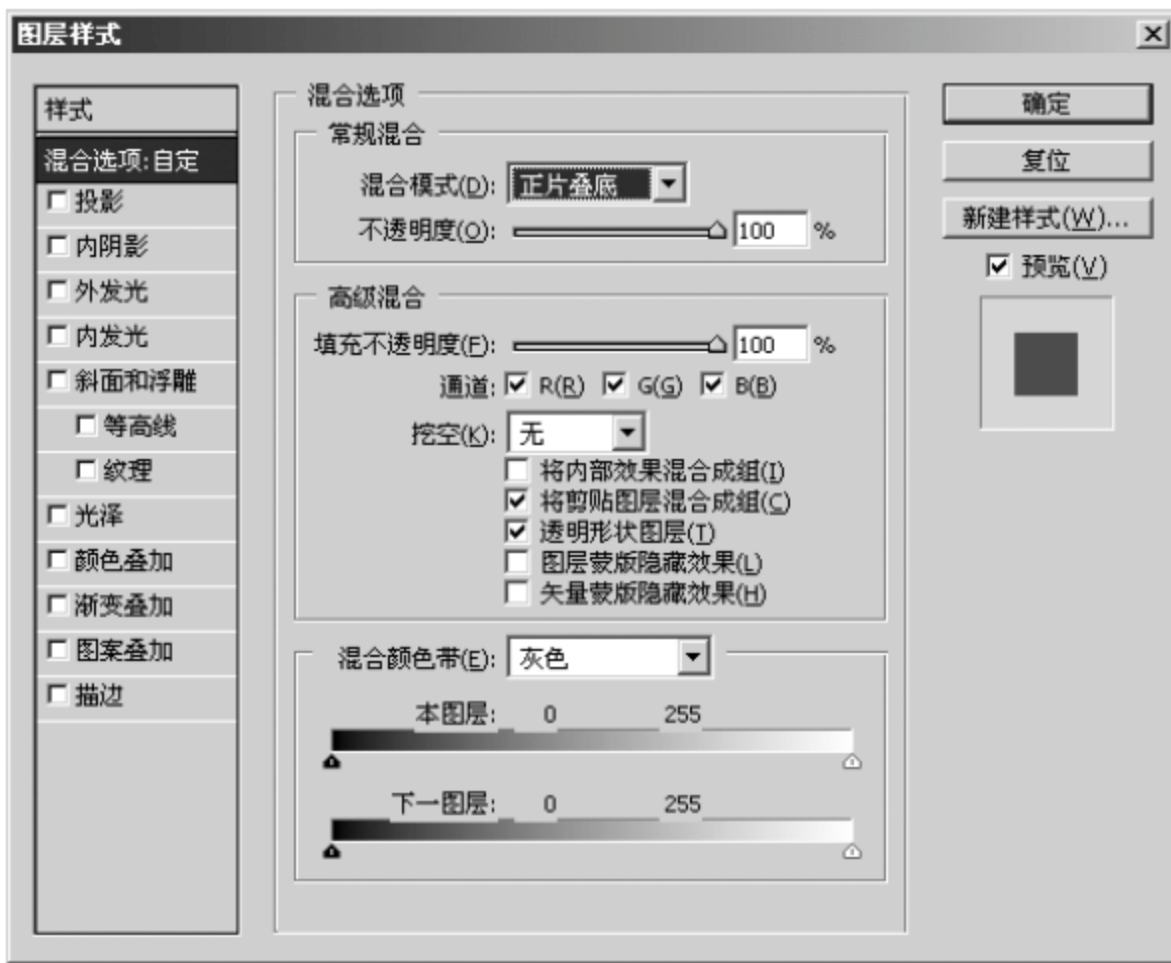 图层样式
样式
混合选项:自定
投影
内阴影
外发光
内发光
斜面和浮雕
等高线
纹理
光泽
颜色叠加
渐变叠加
图案叠加
描边
混合选项
常规混合
混合模式(D): 正片叠底
不透明度(O): 100 %
高级混合
填充不透明度(F): 100 %
通道: R(R) G(G) B(B)
挖空(K): 无
将内部效果混合成组(I)
将剪贴图层混合成组(C)
透明形状图层(T)
图层蒙版隐藏效果(L)
矢量蒙版隐藏效果(H)
混合颜色带(E): 灰色
本图层: 0 255
下一图层: 0 255
确定
复位
新建样式(W)...
预览(V)